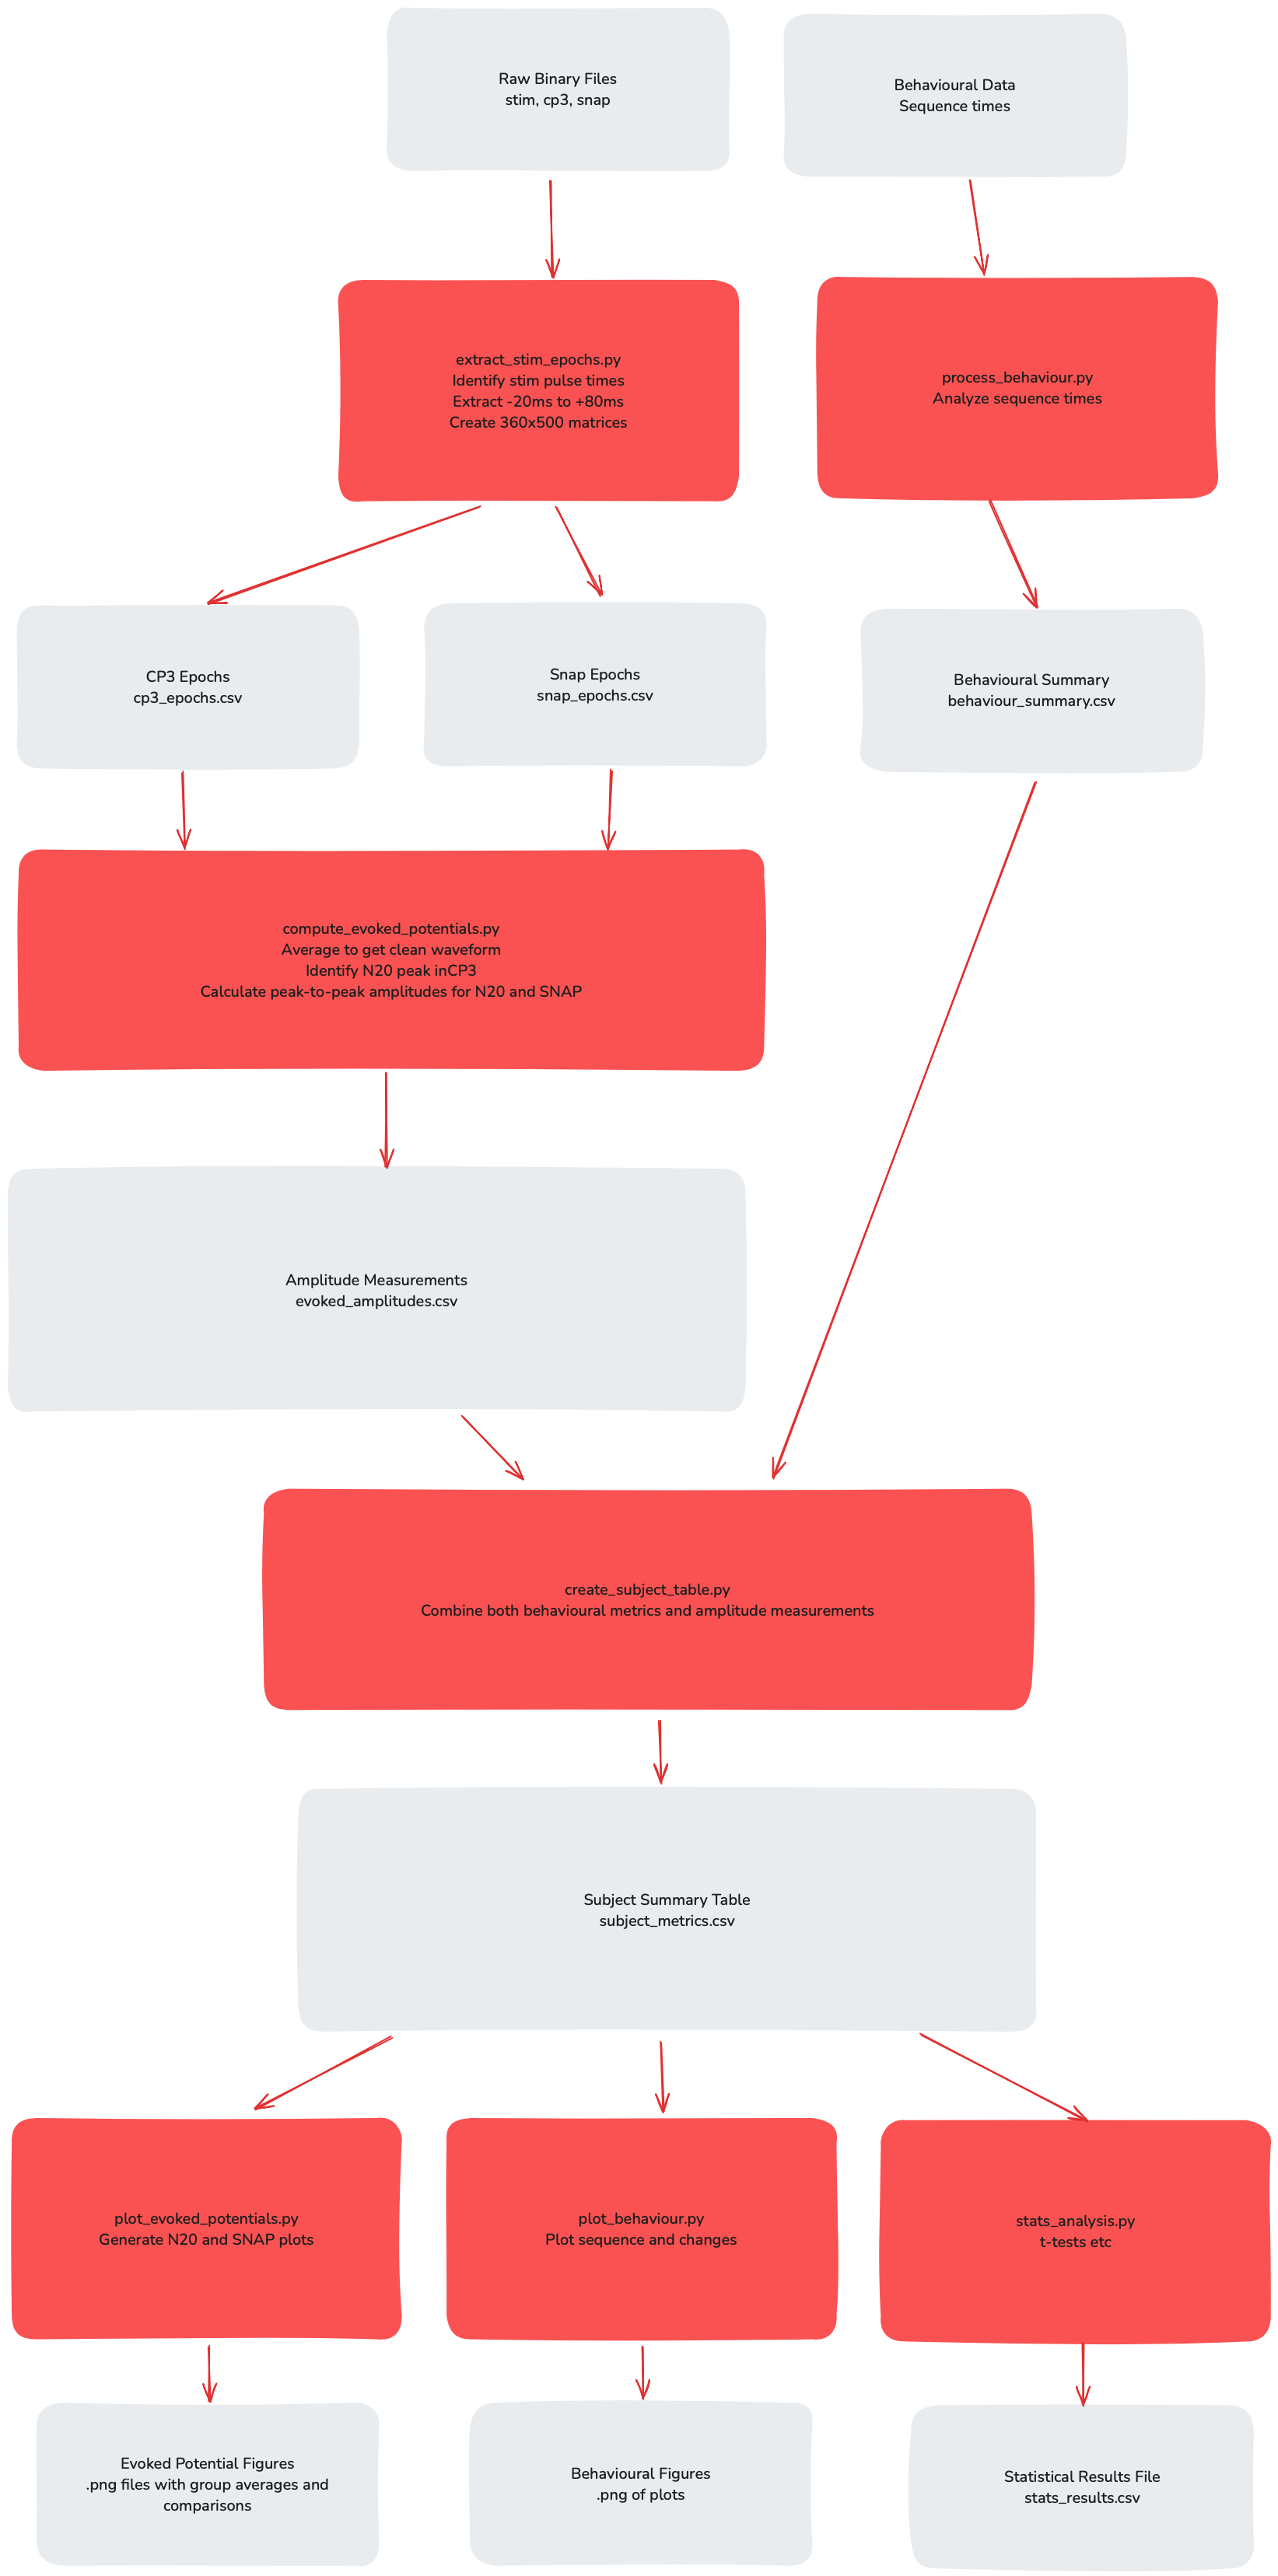 Raw Binary Files
stim, cp3, snap
Behavioural Data
Sequence times
extract_stim_epochs.py
Identify stim pulse times
Extract -20ms to +80ms
Create 360x500 matrices
process_behaviour.py
Analyze sequence times
CP3 Epochs
cp3_epochs.csv
Snap Epochs
snap_epochs.csv
Behavioural Summary
behaviour_summary.csv
compute_evoked_potentials.py
Average to get clean waveform
Identify N20 peak inCP3
Calculate peak-to-peak amplitudes for N20 and SNAP
Amplitude Measurements
evoked_amplitudes.csv
create_subject_table.py
Combine both behavioural metrics and amplitude measurements
Subject Summary Table
subject_metrics.csv
plot_evoked_potentials.py
Generate N20 and SNAP plots
plot_behaviour.py
Plot sequence and changes
stats_analysis.py
t-tests etc
Evoked Potential Figures
.png files with group averages and
comparisons
Behavioural Figures
.png of plots
Statistical Results File
stats_results.csv